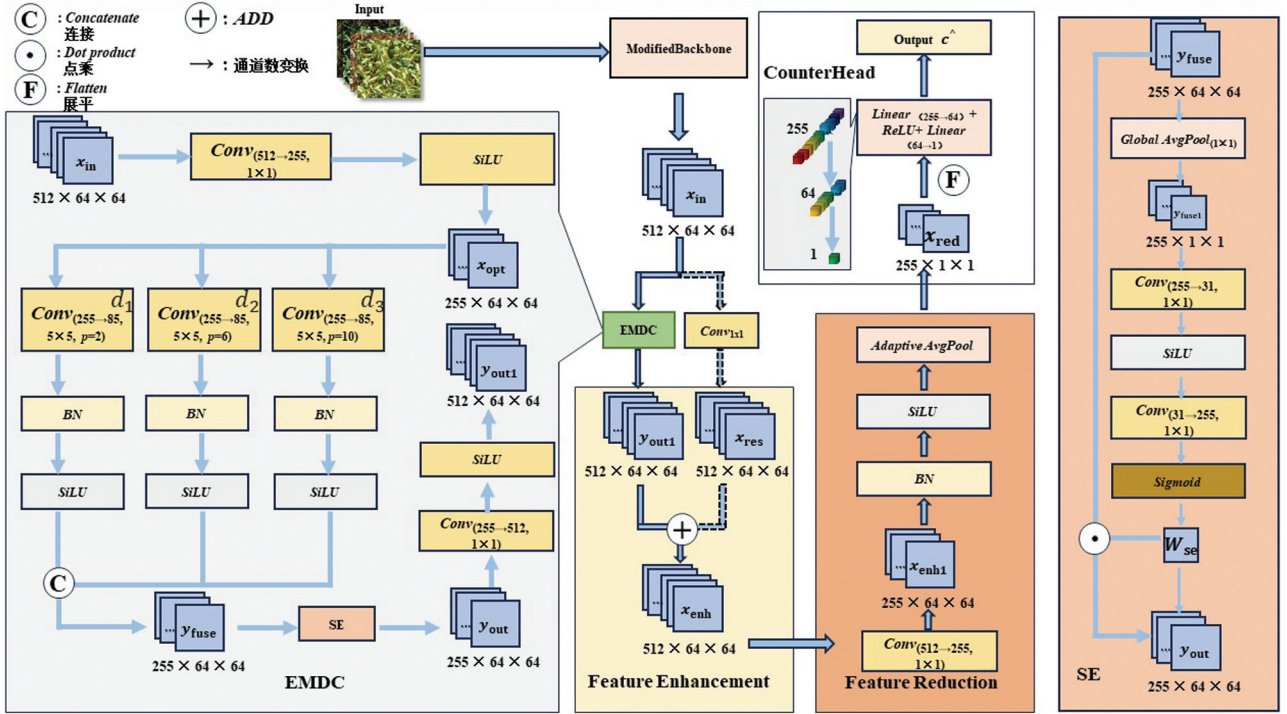 C : Concatenate
连接
· : Dot product
点乘
F : Flatten
展平
+ : ADD
→ : 通道数变换
Input
ModifiedBackbone
x_in
512 × 64 × 64
Conv(512→255,
1×1)
SiLU
x_opt
255 × 64 × 64
Conv(255→85, d1
5×5, p=2)
Conv(255→85, d2
5×5, p=6)
Conv(255→85, d3
5×5, p=10)
BN
BN
BN
SiLU
SiLU
SiLU
C
y_fuse
255 × 64 × 64
SE
y_out
255 × 64 × 64
Conv(255→512,
1×1)
SiLU
y_out1
512 × 64 × 64
EMDC
x_in
512 × 64 × 64
EMDC
Conv1x1
y_out1
512 × 64 × 64
x_res
512 × 64 × 64
+
x_enh
512 × 64 × 64
Feature Enhancement
Conv(512→255,
1×1)
x_enh1
255 × 64 × 64
BN
SiLU
Adaptive AvgPool
Feature Reduction
x_red
255 × 1 × 1
F
Linear (255→64) +
ReLU+ Linear
(64→1)
Output c^
CounterHead
255
64
1
y_fuse
255 × 64 × 64
Global AvgPool(1×1)
y_fuse1
255 × 1 × 1
Conv(255→31,
1×1)
SiLU
Conv(31→255,
1×1)
Sigmoid
W_se
·
y_out
255 × 64 × 64
SE